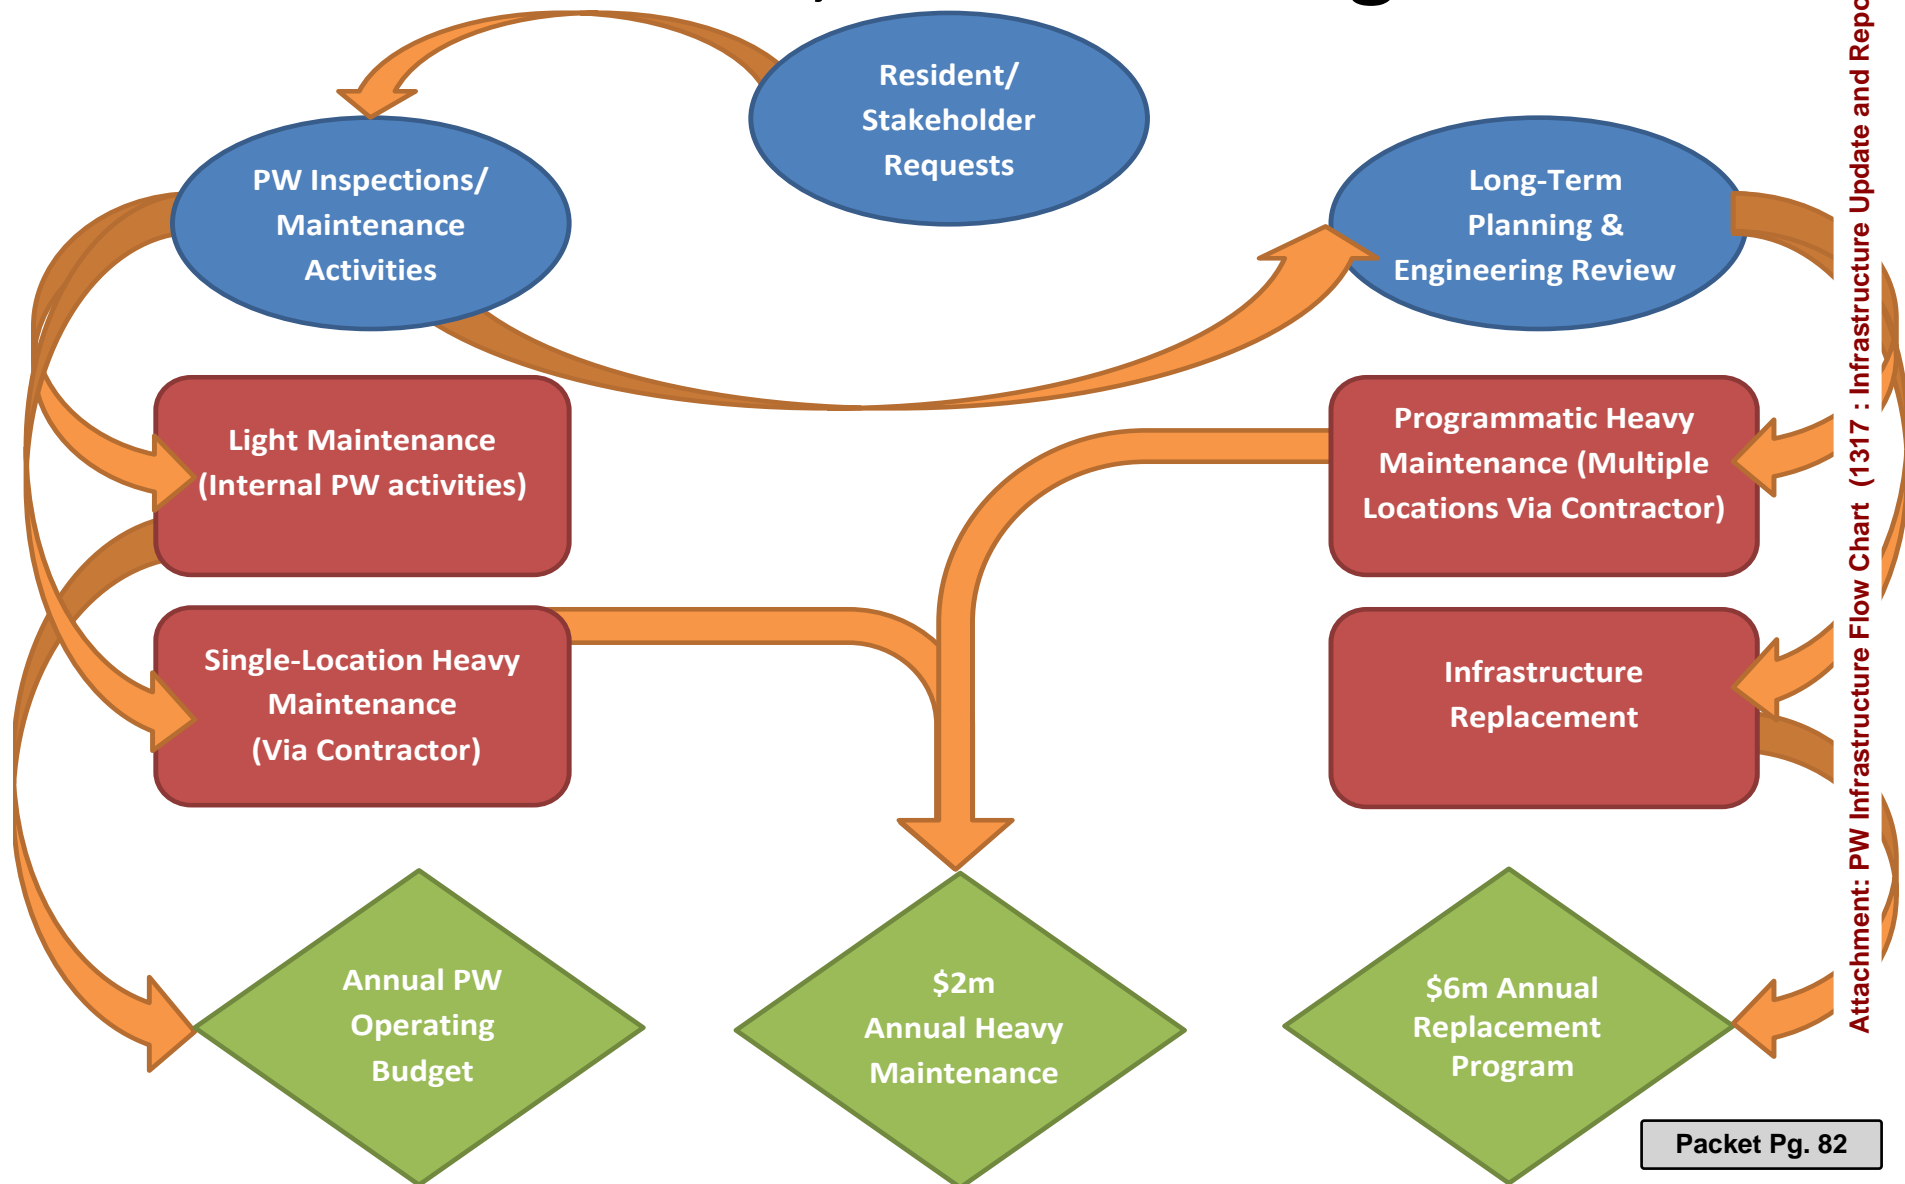 Resident/
Stakeholder
Requests
PW Inspections/
Maintenance
Activities
Long-Term
Planning &
Engineering Review
Light Maintenance
(Internal PW activities)
Programmatic Heavy
Maintenance (Multiple
Locations Via Contractor)
Single-Location Heavy
Maintenance
(Via Contractor)
Infrastructure
Replacement
Annual PW
Operating
Budget
$2m
Annual Heavy
Maintenance
$6m Annual
Replacement
Program
Attachment: PW Infrastructure Flow Chart (1317 : Infrastructure Update and Repo
Packet Pg. 82